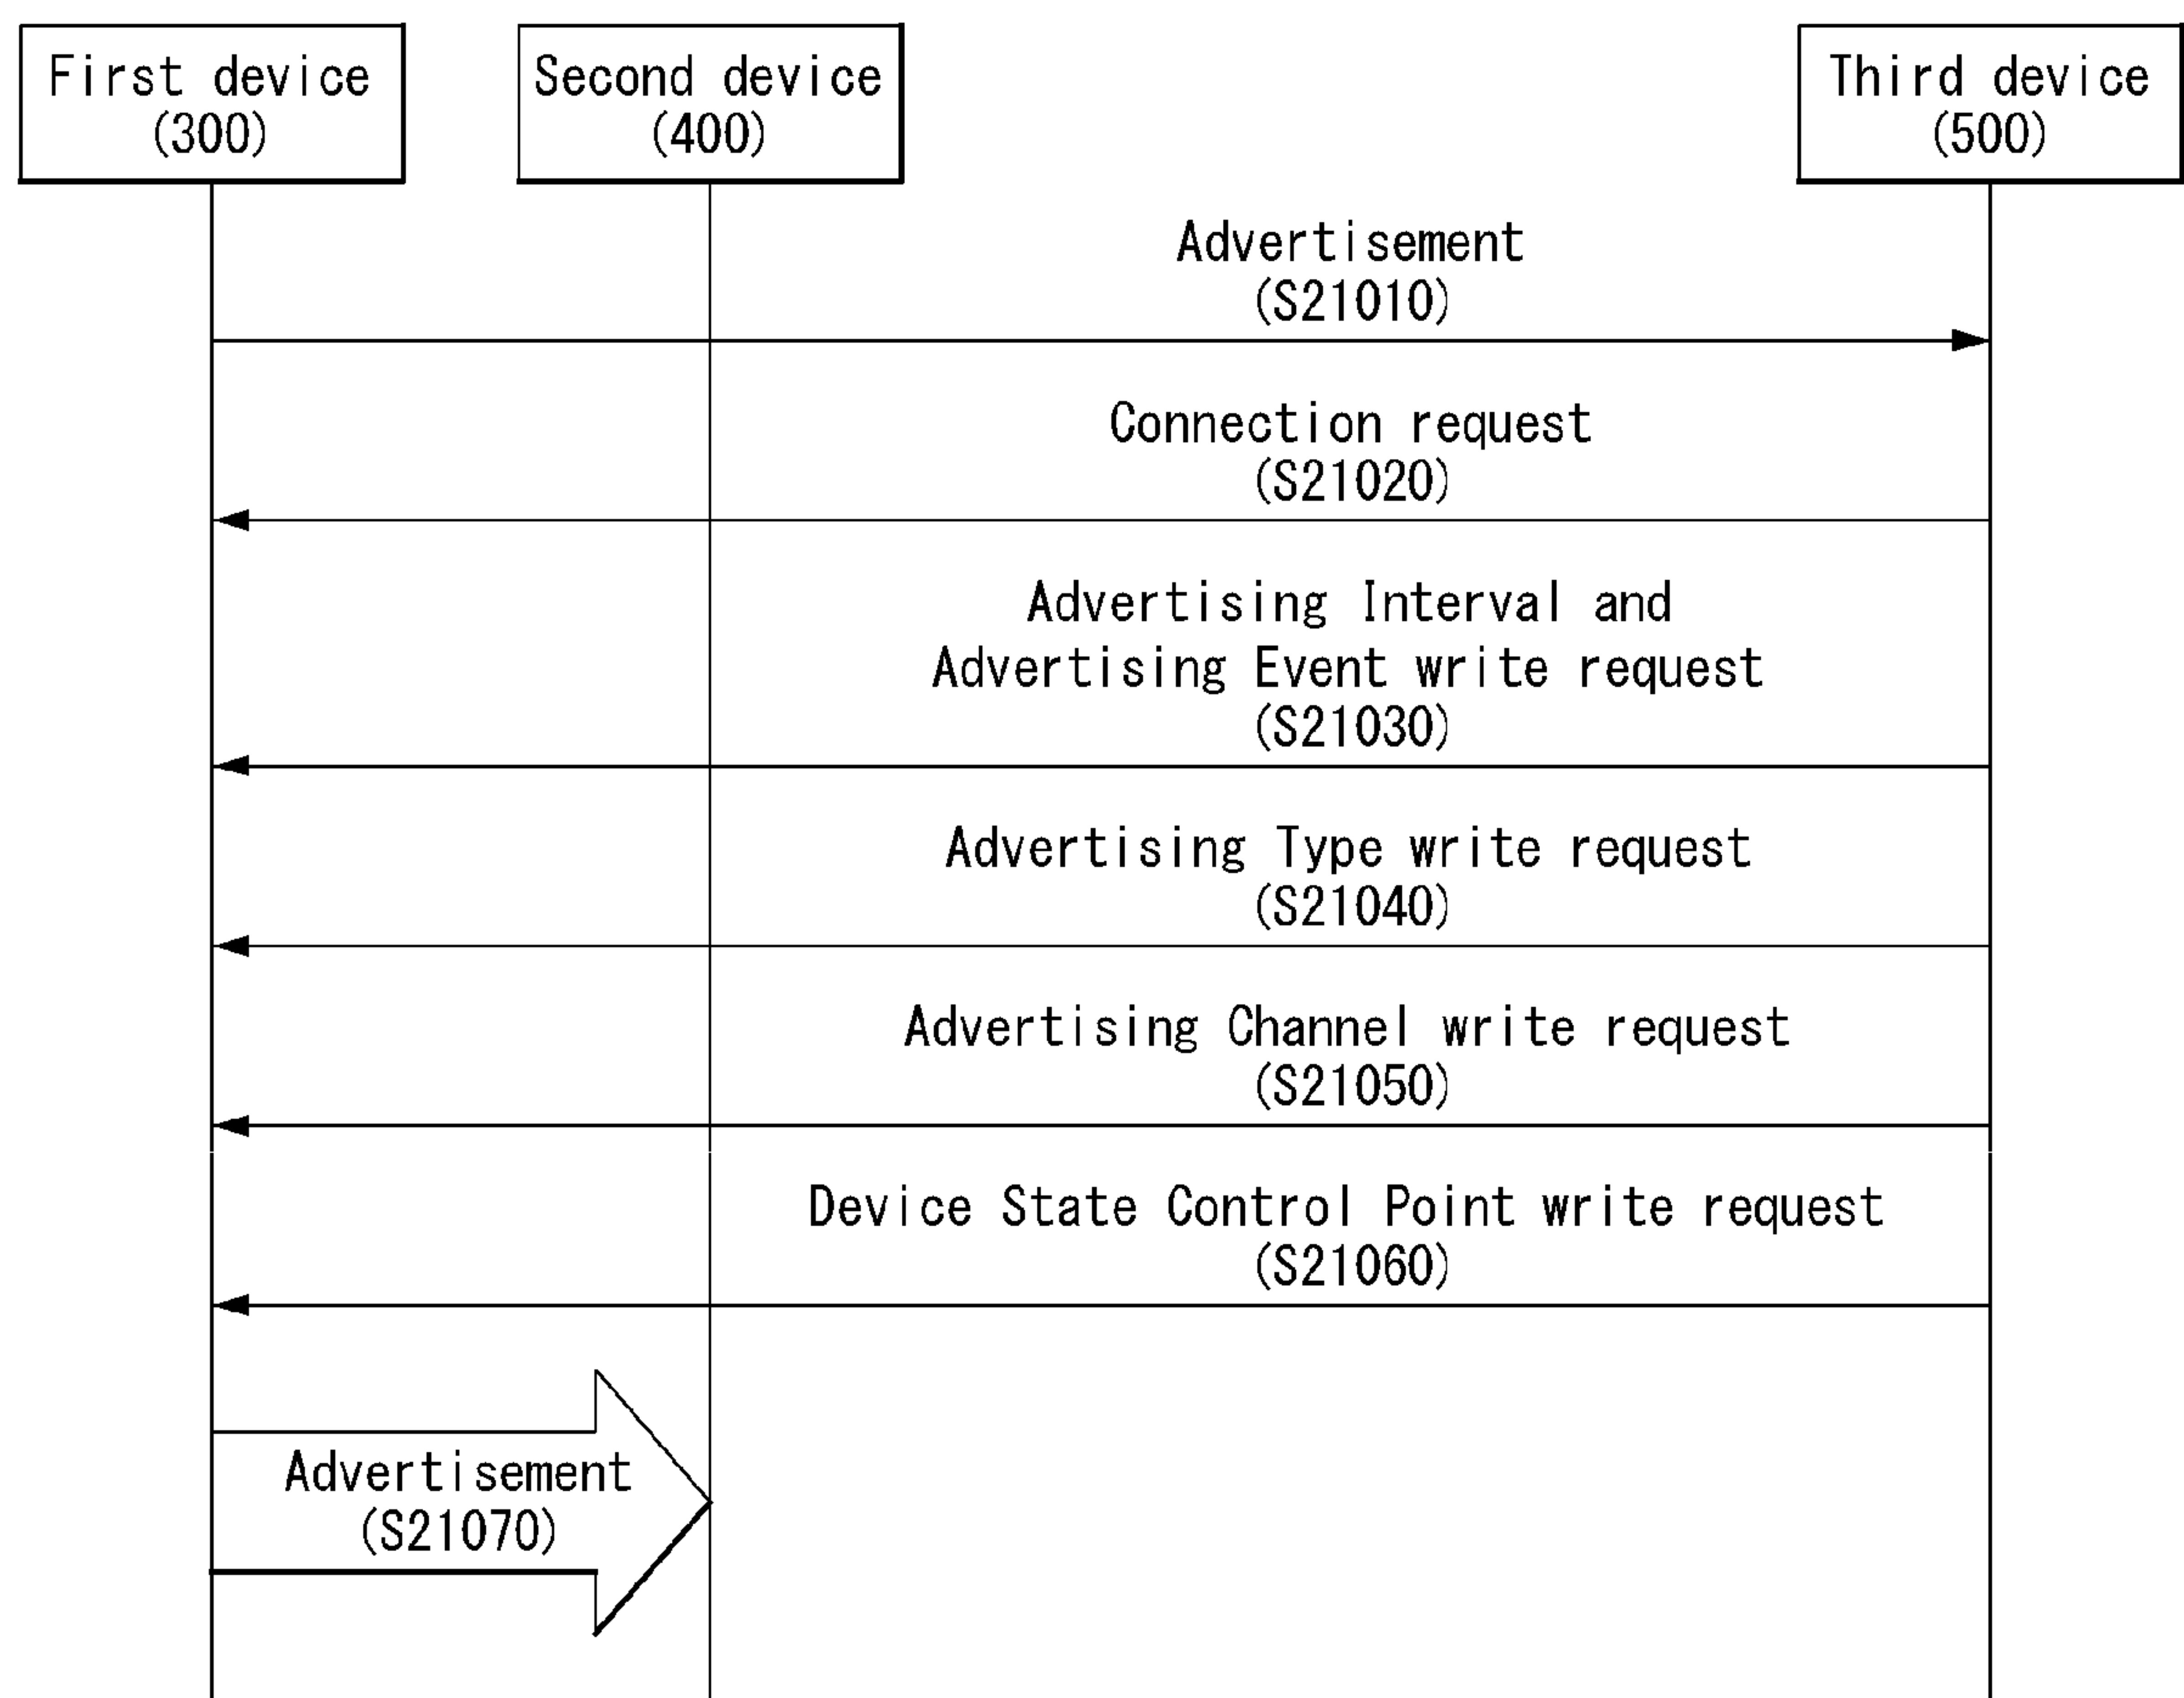 First device
(300)
Second device
(400)
Third device
(500)
Advertisement
(S21010)
Connection request
(S21020)
Advertising Interval and
Advertising Event write request
(S21030)
Advertising Type write request
(S21040)
Advertising Channel write request
(S21050)
Device State Control Point write request
(S21060)
Advertisement
(S21070)